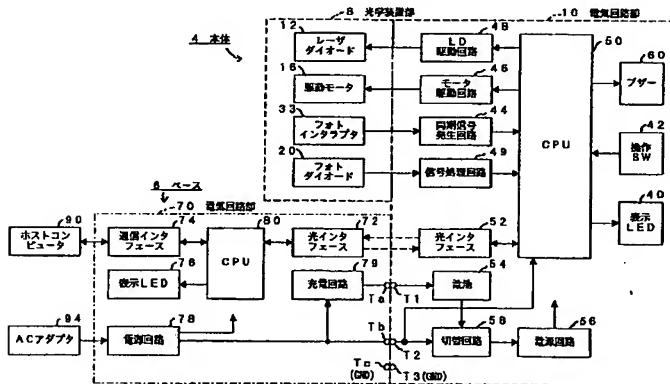 8 光学装置部
10 電気回路部
4 本体
12
レーザ
ダイオード
48
LD
駆動回路
50
CPU
60
ブザー
16
駆動モータ
46
モータ
駆動回路
33
フォト
インタラプタ
44
同期信号
発生回路
42
操作
SW
20
フォト
ダイオード
49
信号処理回路
40
表示
LED
6 ベース
70 電気回路部
90
ホストコン
ピュータ
74
通信インタ
フェース
80
CPU
72
光インタ
フェース
52
光インタ
フェース
76
表示LED
79
充電回路
Ta
T1
54
電池
94
ACアダプタ
78
電源回路
Tb
T2
58
切替回路
56
電源回路
(GND)
T3(GND)